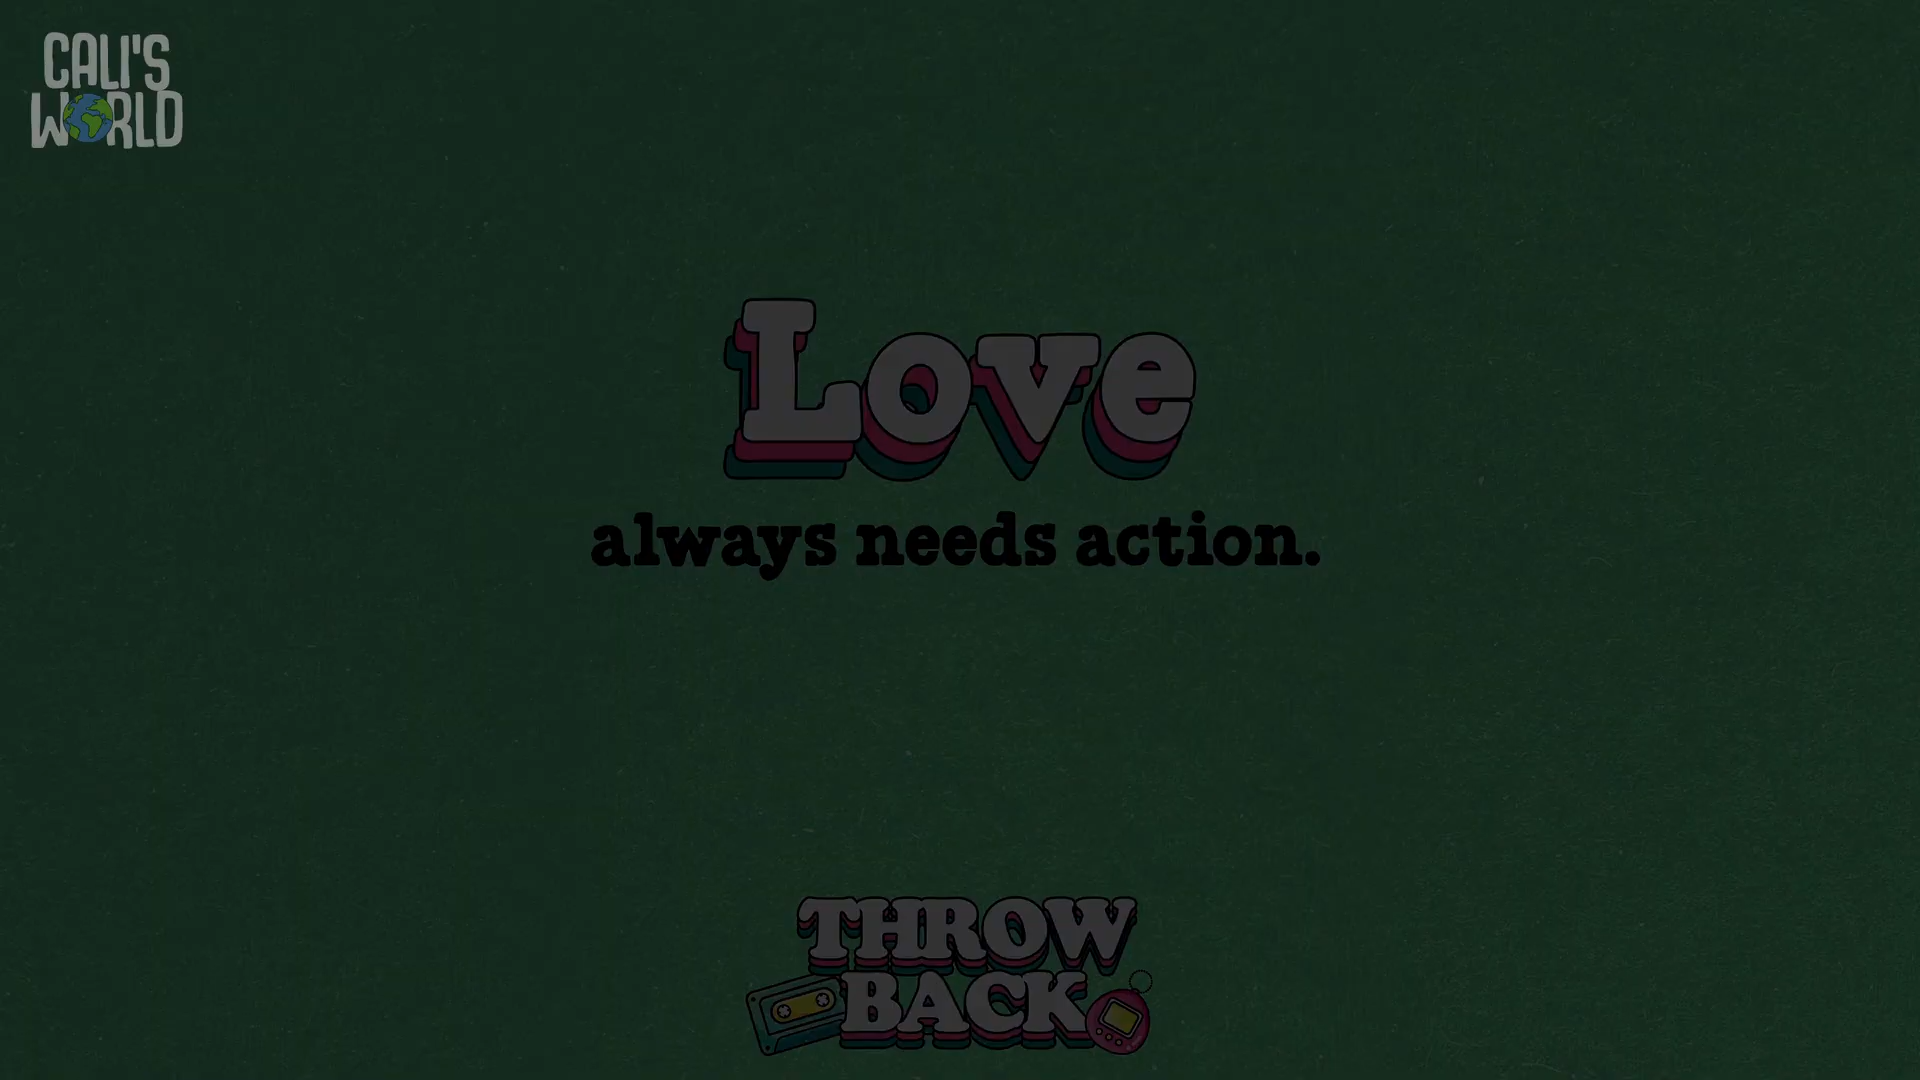 CALI'S
WORLD
Love
always needs action.
THROW
BACK